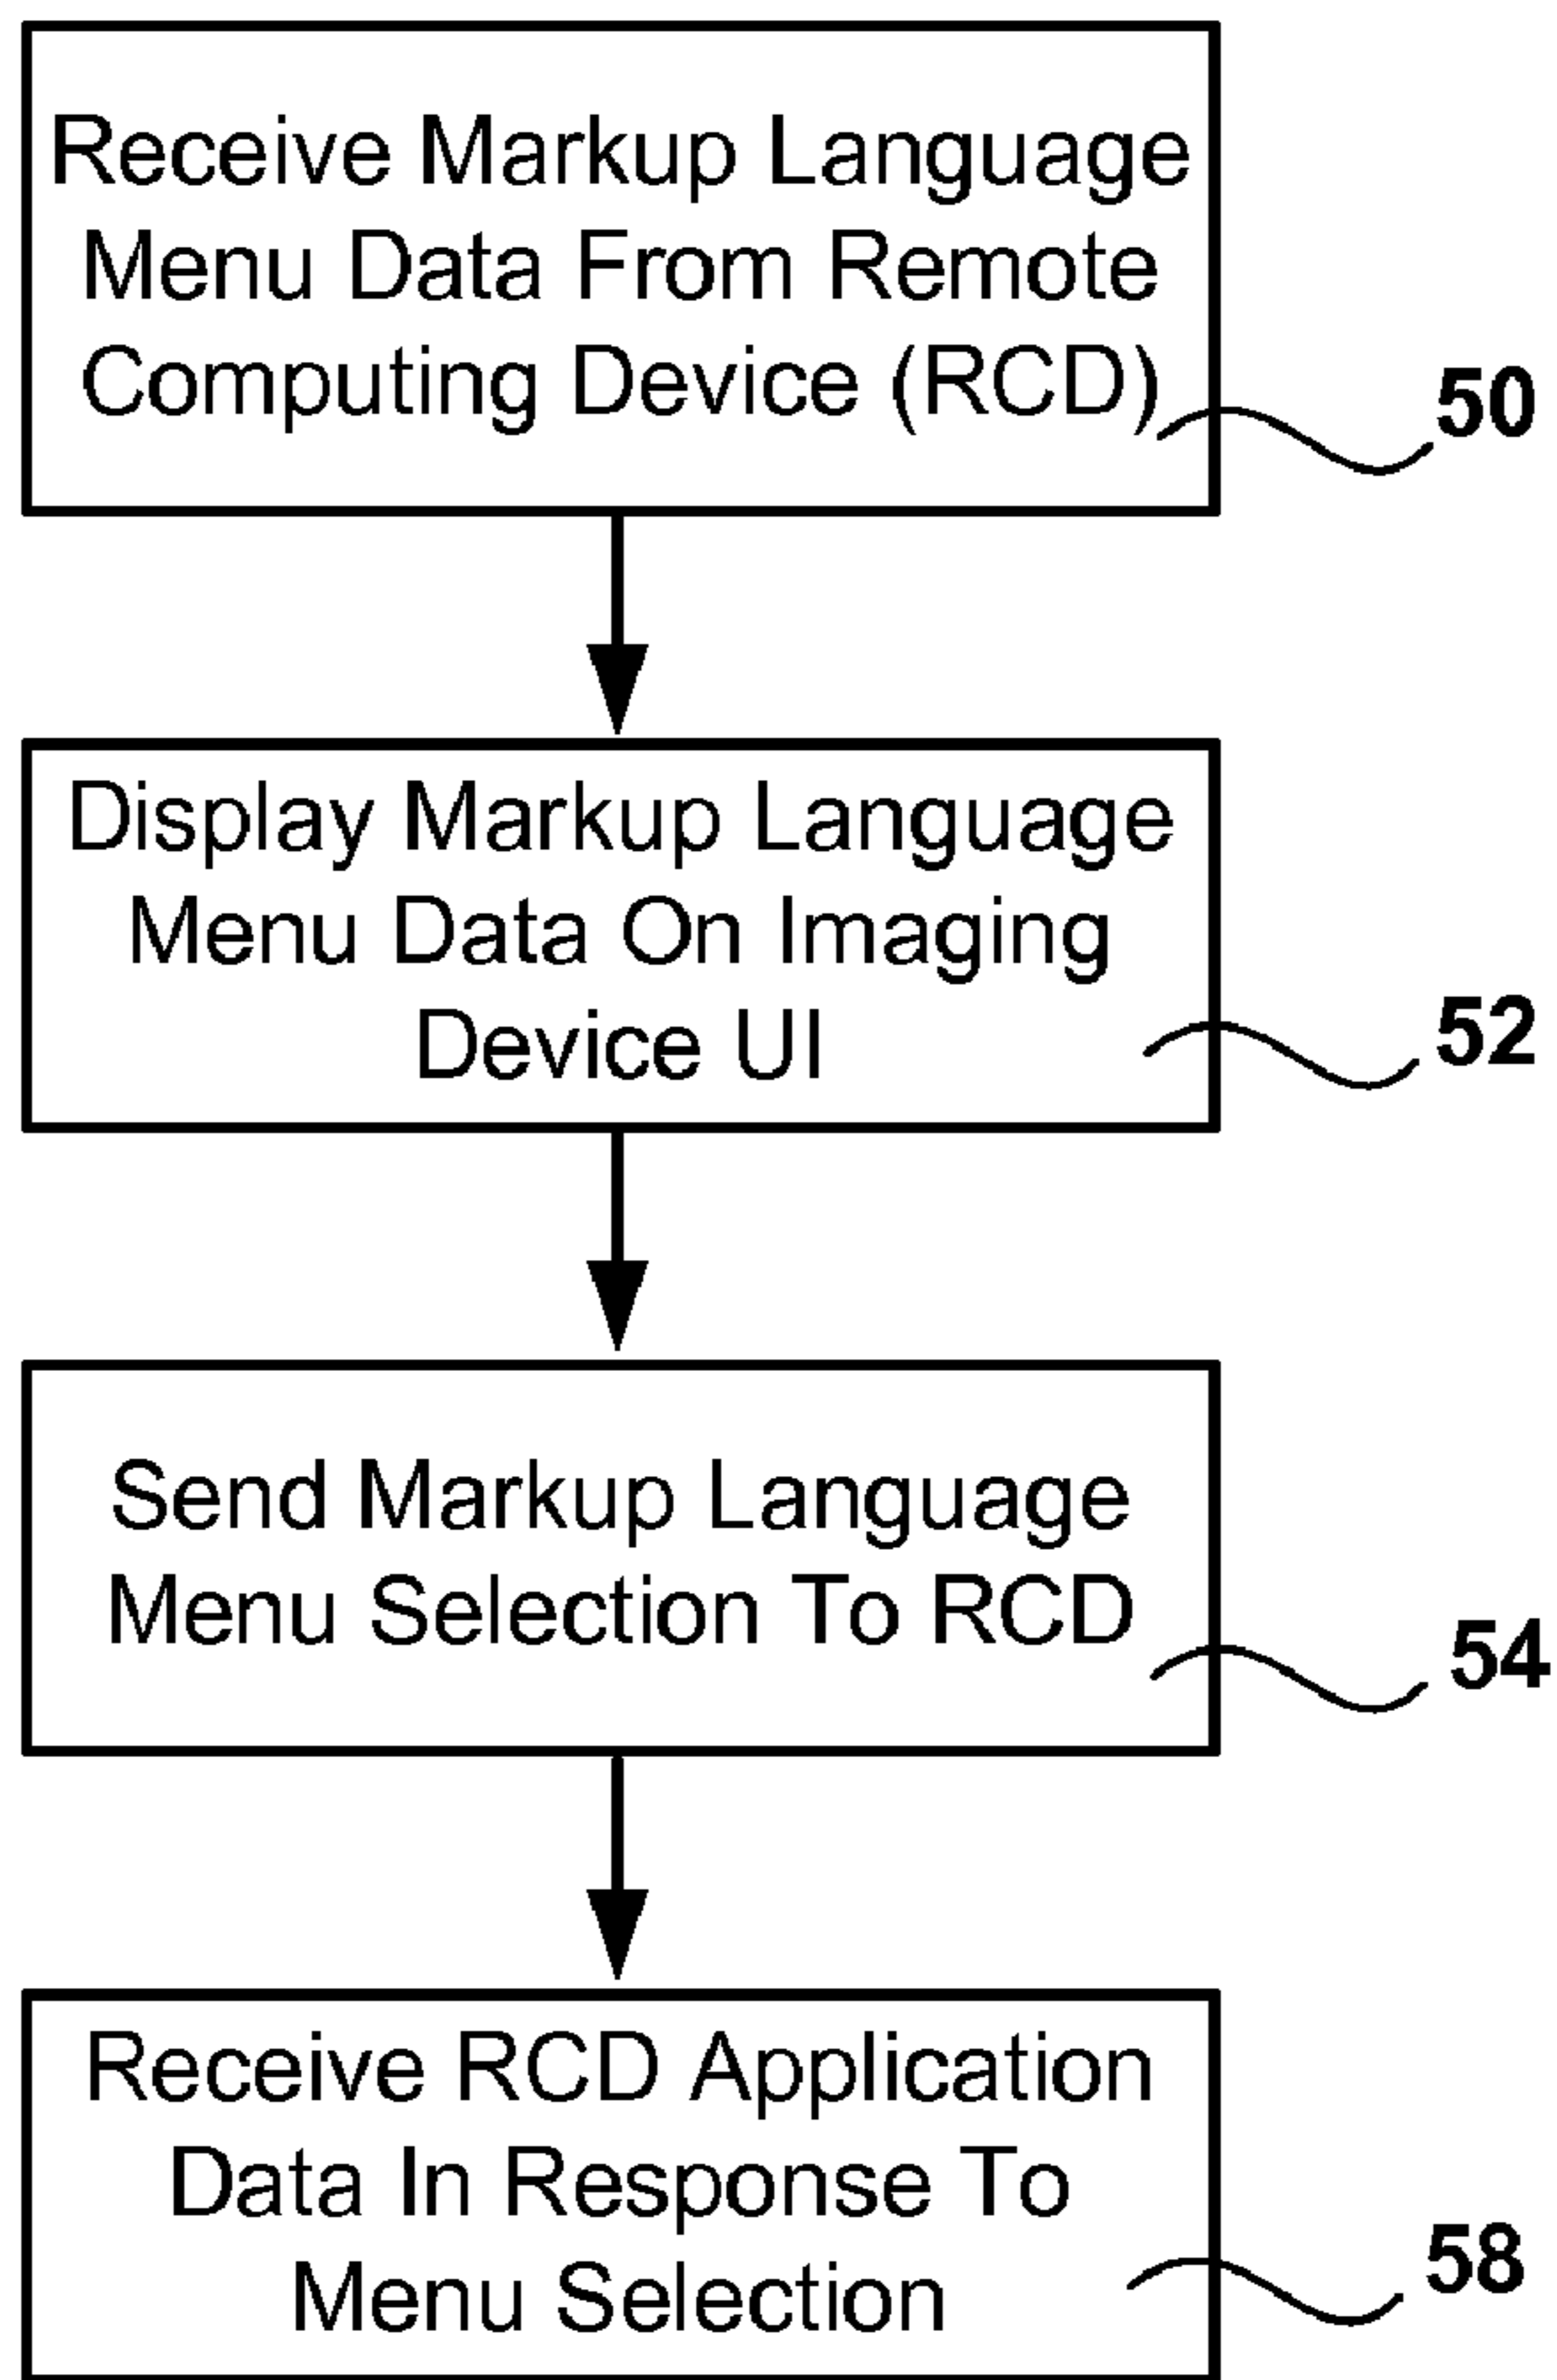 Receive Markup Language
Menu Data From Remote
Computing Device (RCD)
50
Display Markup Language
Menu Data On Imaging
Device UI
52
Send Markup Language
Menu Selection To RCD
54
Receive RCD Application
Data In Response To
Menu Selection
58